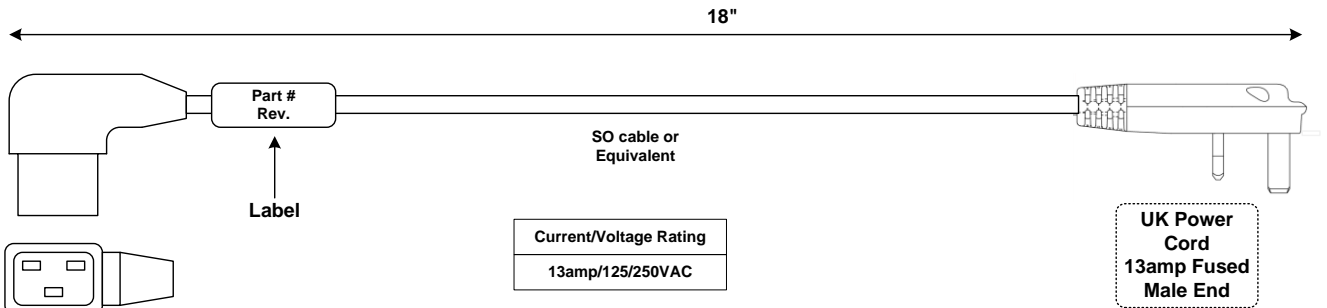 18"
Part #
Rev.
SO cable or
Equivalent
Label
Current/Voltage Rating
13amp/125/250VAC
UK Power
Cord
13amp Fused
Male End